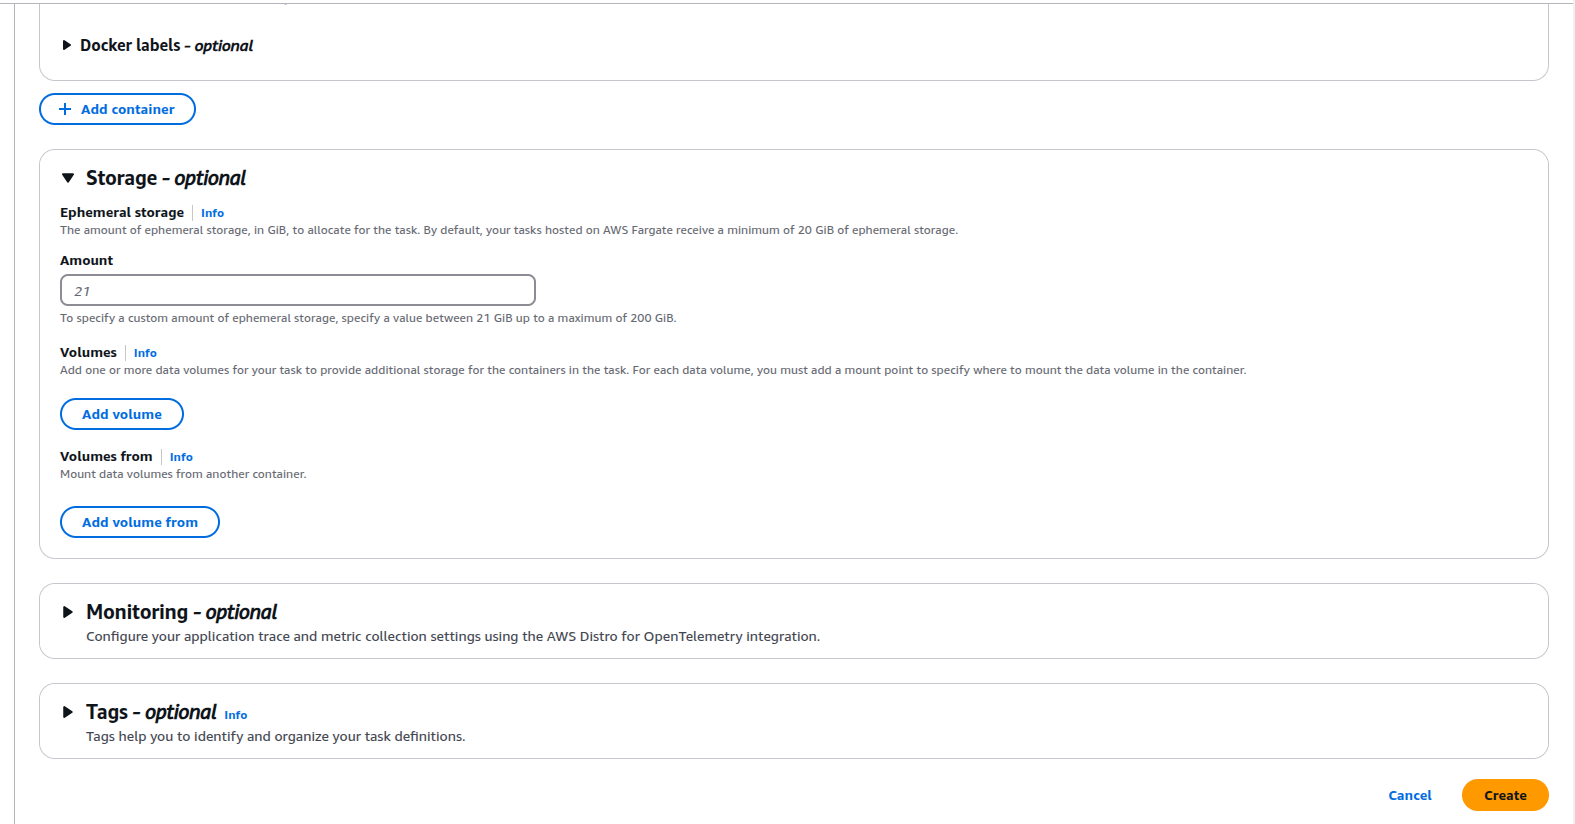 Docker labels - optional
Add container
Storage - optional
Ephemeral storage Info
The amount of ephemeral storage, in GiB, to allocate for the task. By default, your tasks hosted on AWS Fargate receive a minimum of 20 GiB of ephemeral storage.
Amount
21
To specify a custom amount of ephemeral storage, specify a value between 21 GiB up to a maximum of 200 GiB.
Volumes Info
Add one or more data volumes for your task to provide additional storage for the containers in the task. For each data volume, you must add a mount point to specify where to mount the data volume in the container.
Add volume
Volumes from Info
Mount data volumes from another container.
Add volume from
Monitoring - optional
Configure your application trace and metric collection settings using the AWS Distro for OpenTelemetry integration.
Tags - optional Info
Tags help you to identify and organize your task definitions.
Cancel Create